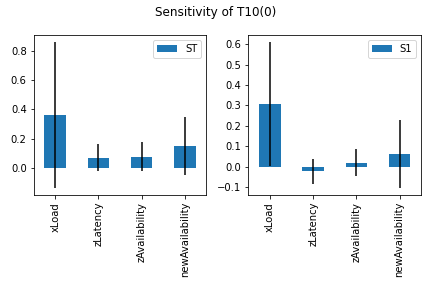 Sensitivity of T10(0)
ST
0.8
0.6
0.4
0.2
0.0
xLoad
zLatency
zAvailability
newAvailability
S1
0.6
0.5
0.4
0.3
0.2
0.1
0.0
−0.1
xLoad
zLatency
zAvailability
newAvailability